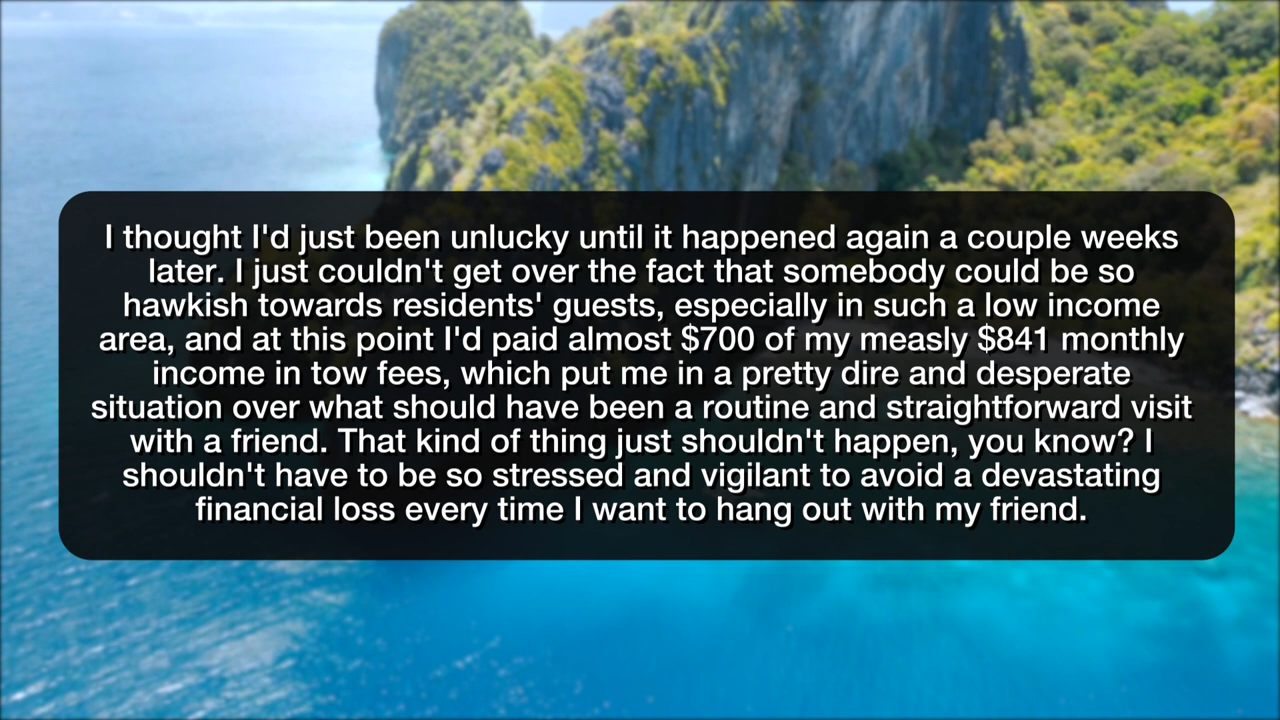 I thought I'd just been unlucky until it happened again a couple weeks
later. I just couldn't get over the fact that somebody could be so
hawkish towards residents' guests, especially in such a low income
area, and at this point I'd paid almost $700 of my measly $841 monthly
income in tow fees, which put me in a pretty dire and desperate
situation over what should have been a routine and straightforward visit
with a friend. That kind of thing just shouldn't happen, you know? I
shouldn't have to be so stressed and vigilant to avoid a devastating
financial loss every time I want to hang out with my friend.